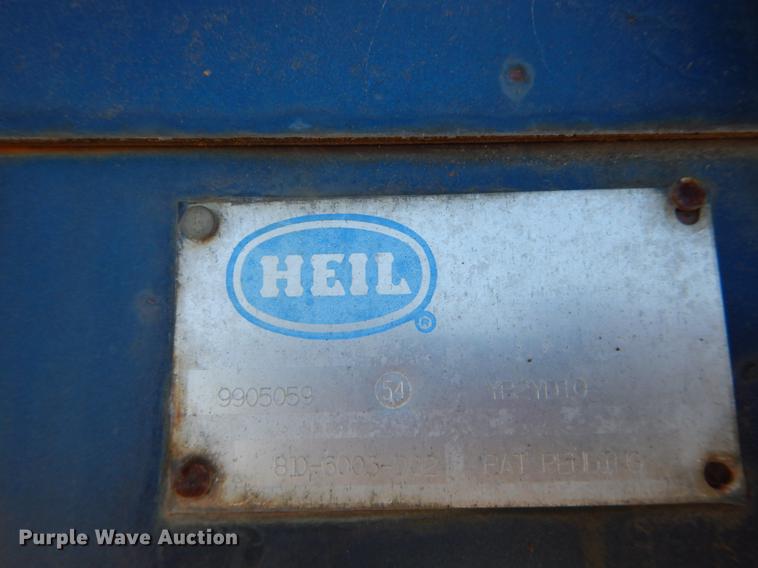 HEIL ®
9905059 54
PAT PENDING
Purple Wave Auction